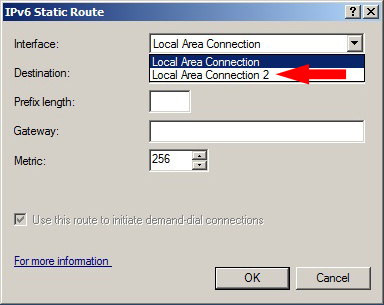 IPv6 Static Route
Interface:
Local Area Connection
Local Area Connection
Local Area Connection 2
Destination:
Prefix length:
Gateway:
Metric:
256
Use this route to initiate demand-dial connections
For more information
OK
Cancel